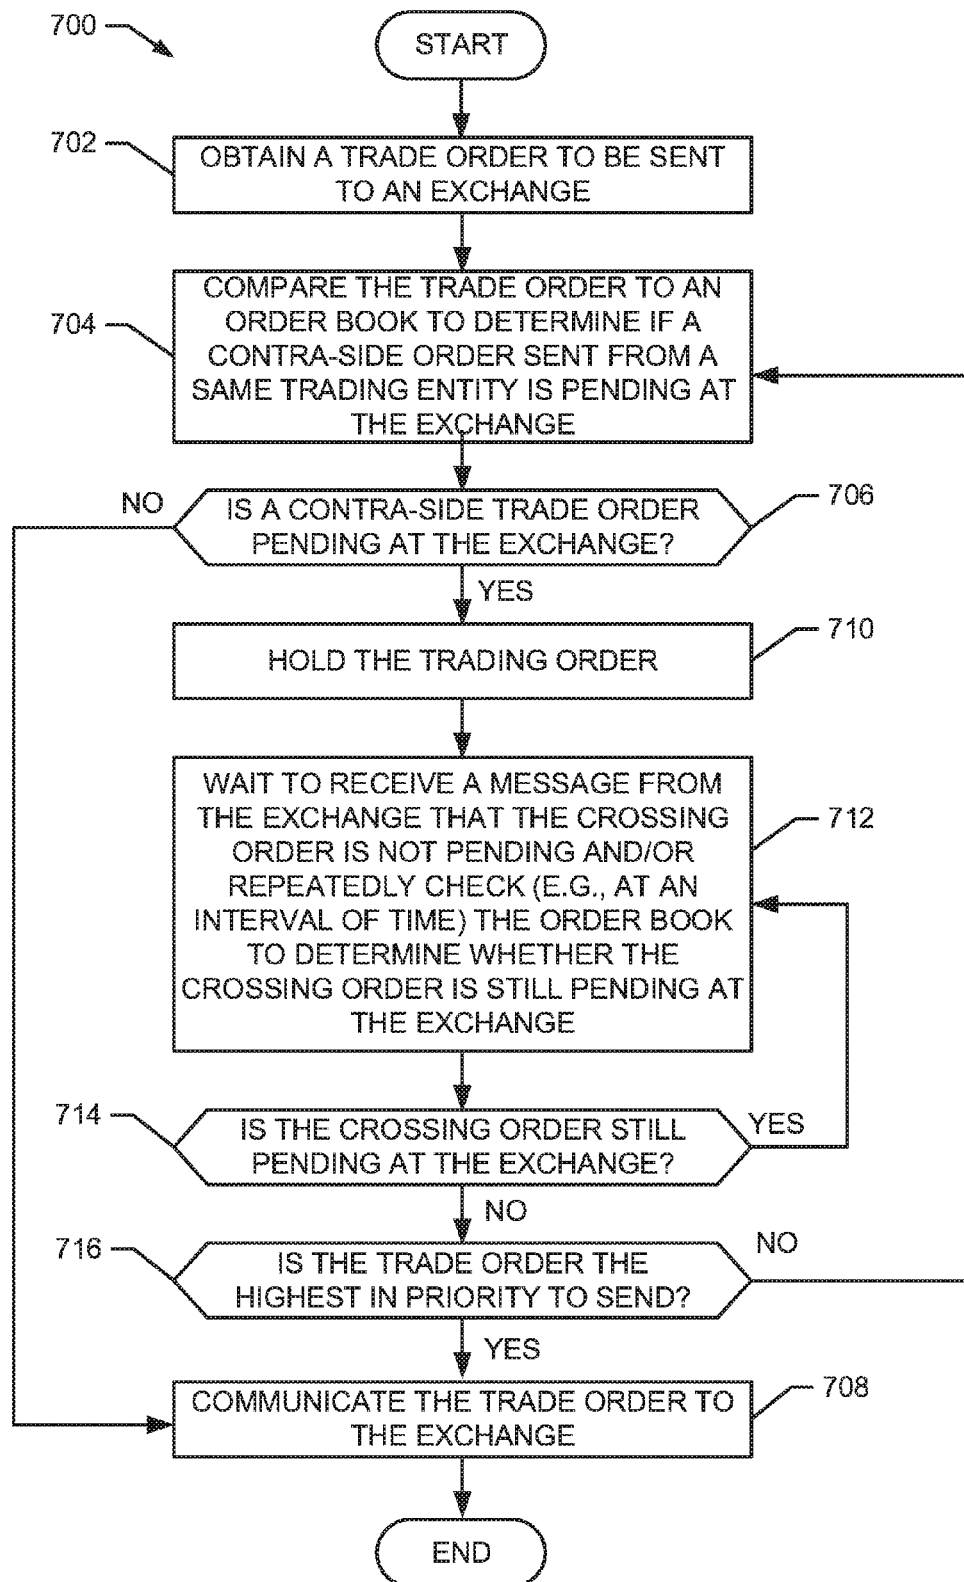 700
START
702
OBTAIN A TRADE ORDER TO BE SENT
TO AN EXCHANGE
704
COMPARE THE TRADE ORDER TO AN
ORDER BOOK TO DETERMINE IF A
CONTRA-SIDE ORDER SENT FROM A
SAME TRADING ENTITY IS PENDING AT
THE EXCHANGE
NO
706
IS A CONTRA-SIDE TRADE ORDER
PENDING AT THE EXCHANGE?
YES
710
HOLD THE TRADING ORDER
712
WAIT TO RECEIVE A MESSAGE FROM
THE EXCHANGE THAT THE CROSSING
ORDER IS NOT PENDING AND/OR
REPEATEDLY CHECK (E.G., AT AN
INTERVAL OF TIME) THE ORDER BOOK
TO DETERMINE WHETHER THE
CROSSING ORDER IS STILL PENDING AT
THE EXCHANGE
714
IS THE CROSSING ORDER STILL
PENDING AT THE EXCHANGE?
YES
NO
716
IS THE TRADE ORDER THE
HIGHEST IN PRIORITY TO SEND?
NO
YES
708
COMMUNICATE THE TRADE ORDER TO
THE EXCHANGE
END